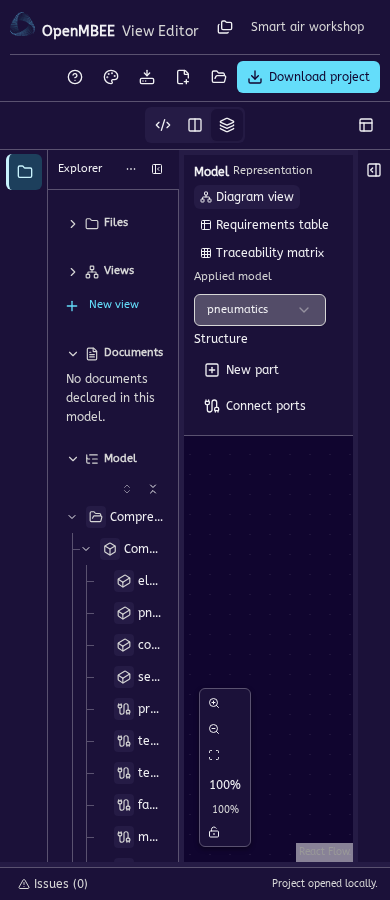 OpenMBEE View Editor Smart air workshop
Download project
Explorer
Files
Views
New view
Documents
No documents
declared in this
model.
Model
Compre...
Com...
el...
pn...
co...
se...
pr...
te...
te...
fa...
m...
Model Representation
Diagram view
Requirements table
Traceability matrix
Applied model
pneumatics
Structure
New part
Connect ports
100%
100%
React Flow
Issues (0)
Project opened locally.